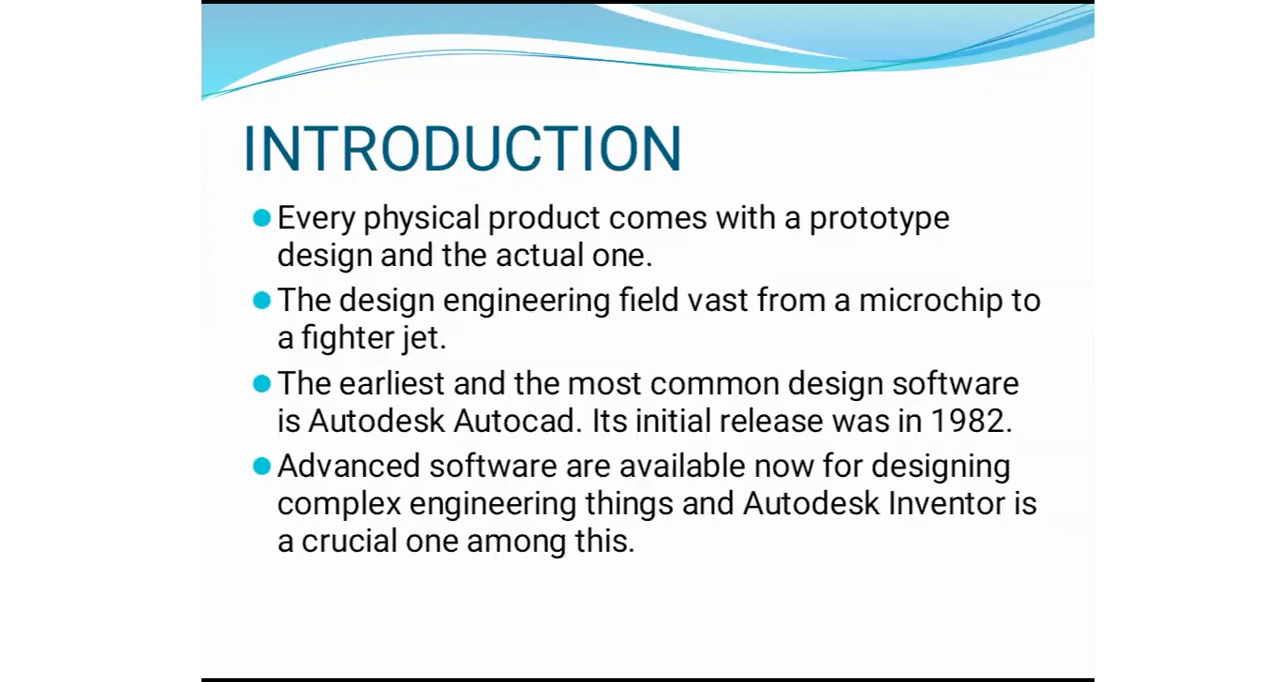 INTRODUCTION
Every physical product comes with a prototype
design and the actual one.
The design engineering field vast from a microchip to
a fighter jet.
The earliest and the most common design software
is Autodesk Autocad. Its initial release was in 1982.
Advanced software are available now for designing
complex engineering things and Autodesk Inventor is
a crucial one among this.